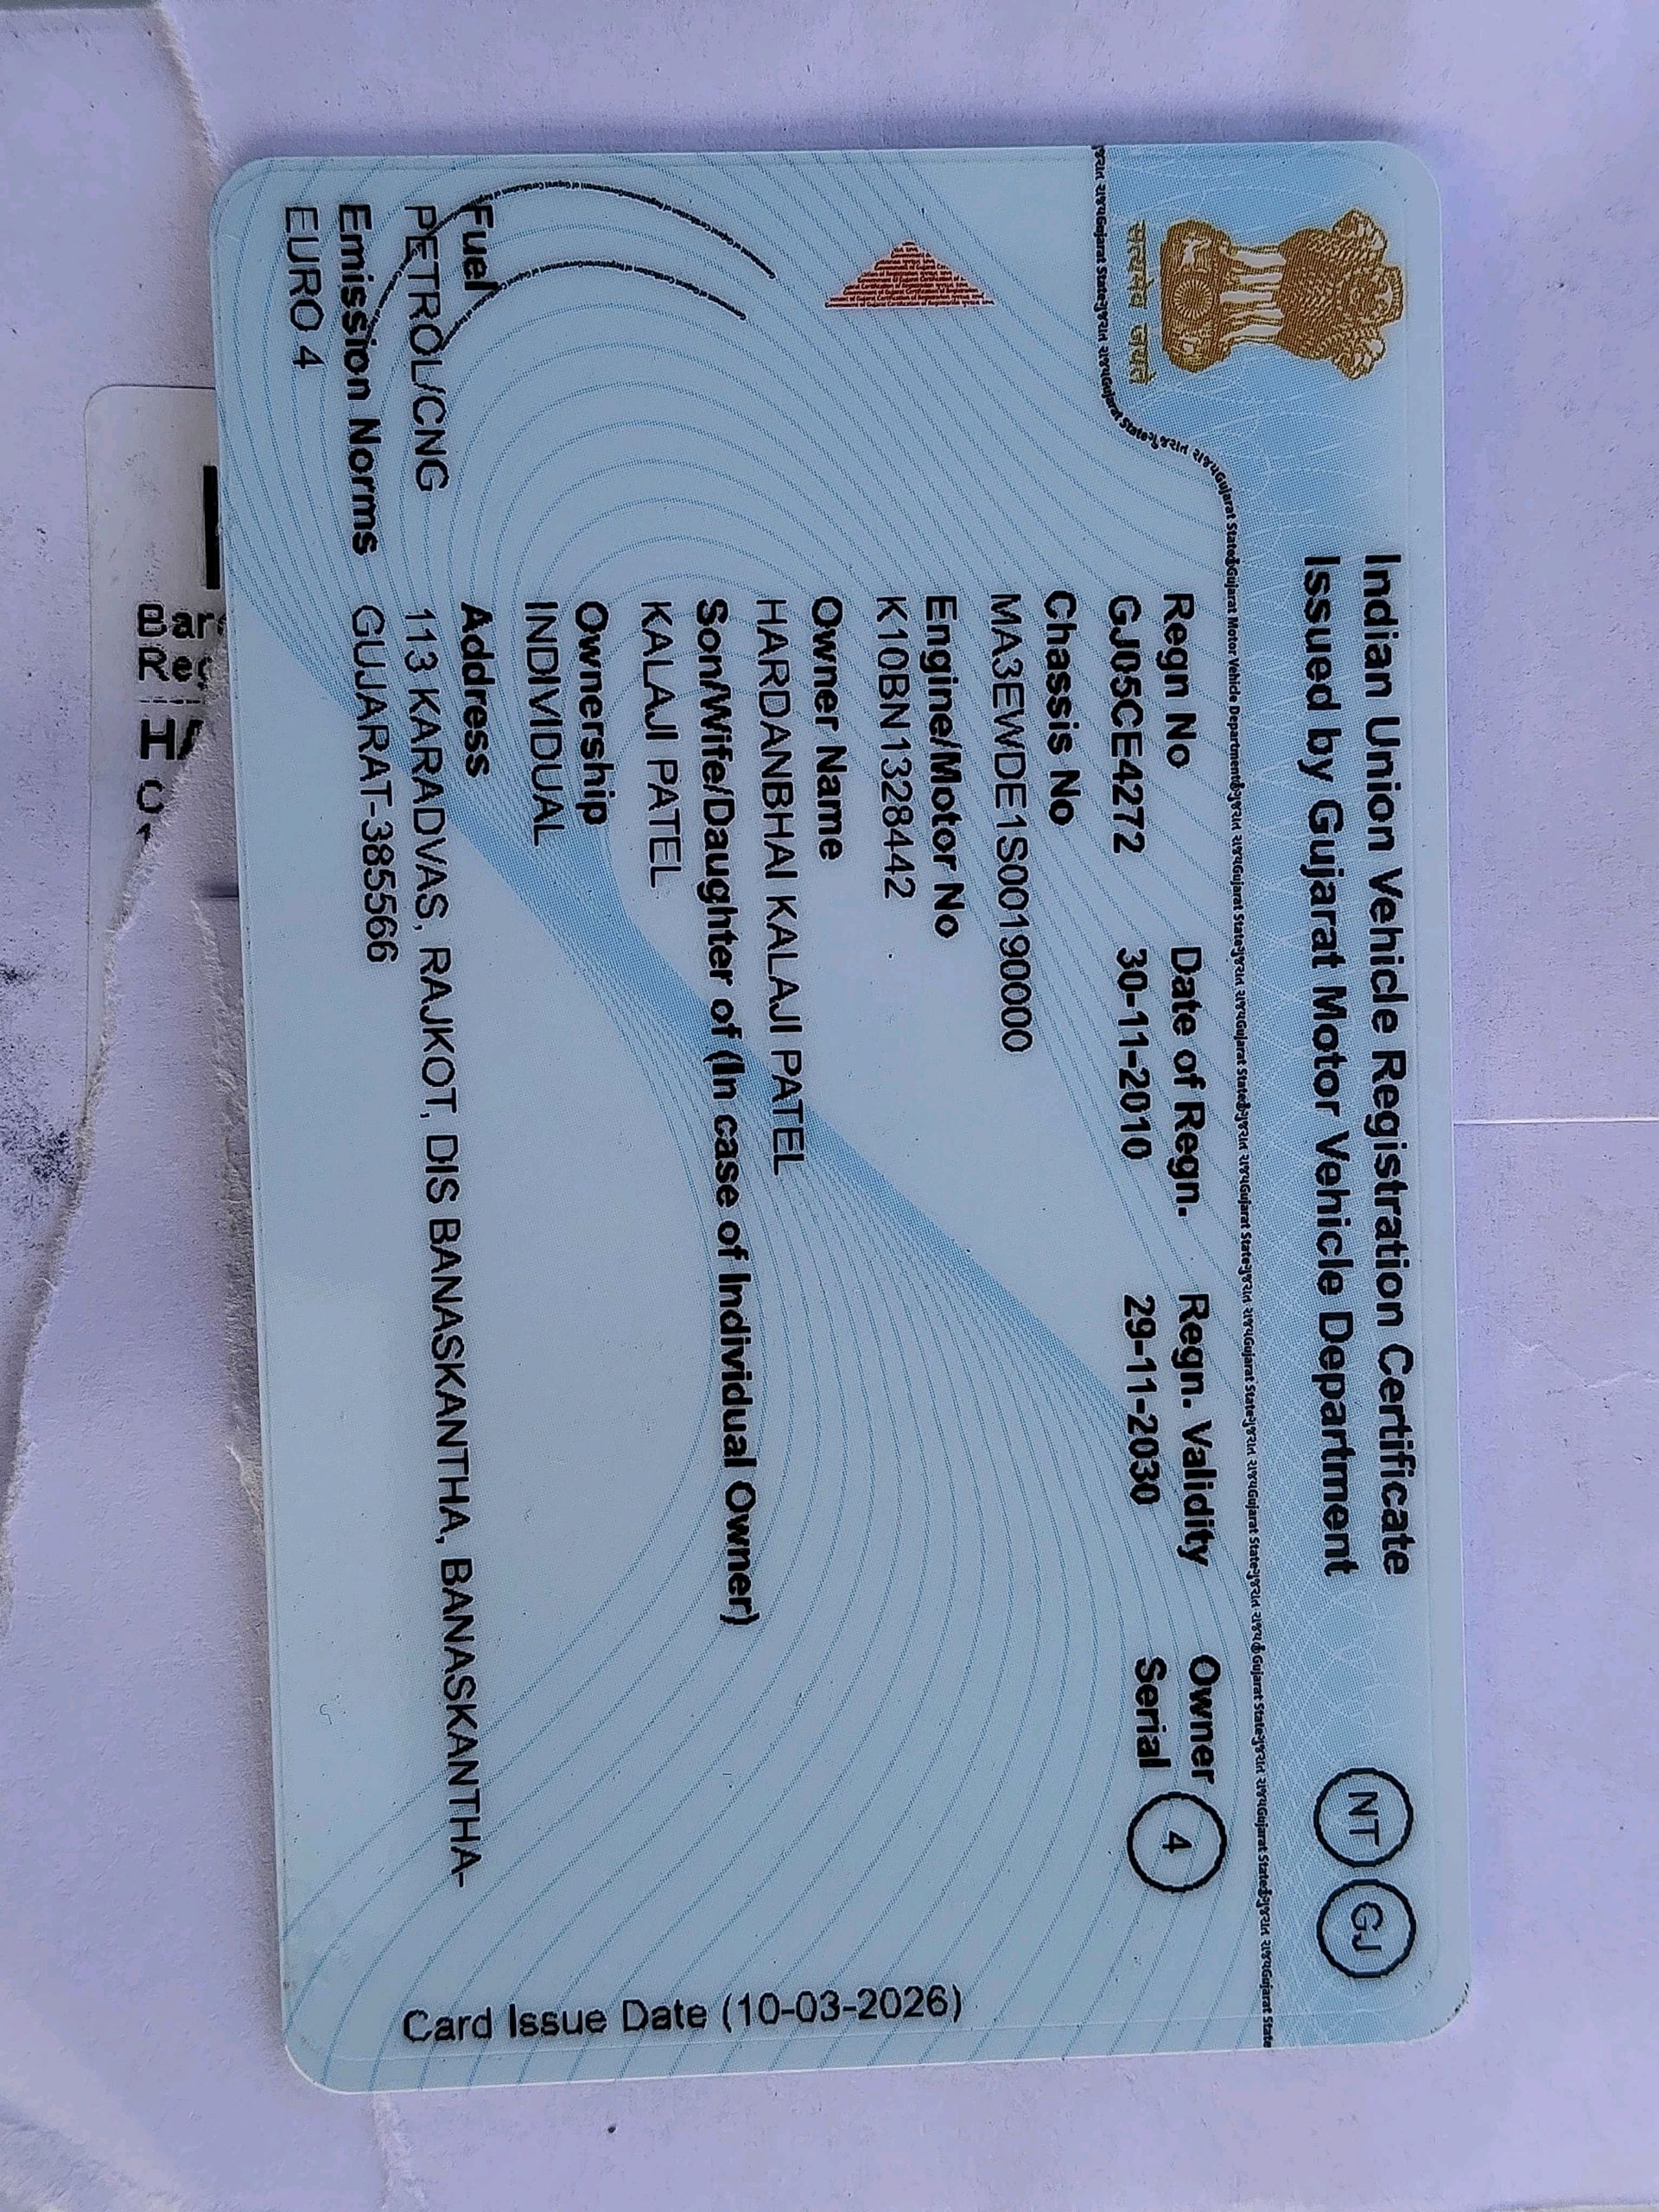 Indian Union Vehicle Registration Certificate
Issued by Gujarat Motor Vehicle Department
NT GJ
सत्यमेव जयते
Regn No Date of Regn. Regn. Validity Owner Serial
GJ05CE4272 30-11-2010 29-11-2030 4
Chassis No
MA3EWDE1S00190000
Engine/Motor No
K10BN1328442
Owner Name
HARDANBHAI KALAJI PATEL
Son/Wife/Daughter of (In case of Individual Owner)
KALAJI PATEL
Ownership
INDIVIDUAL
Fuel
PETROL/CNG
Emission Norms
EURO 4
Address
113 KARADVAS, RAJKOT, DIS BANASKANTHA, BANASKANTHA-
GUJARAT-385566
Card Issue Date (10-03-2026)